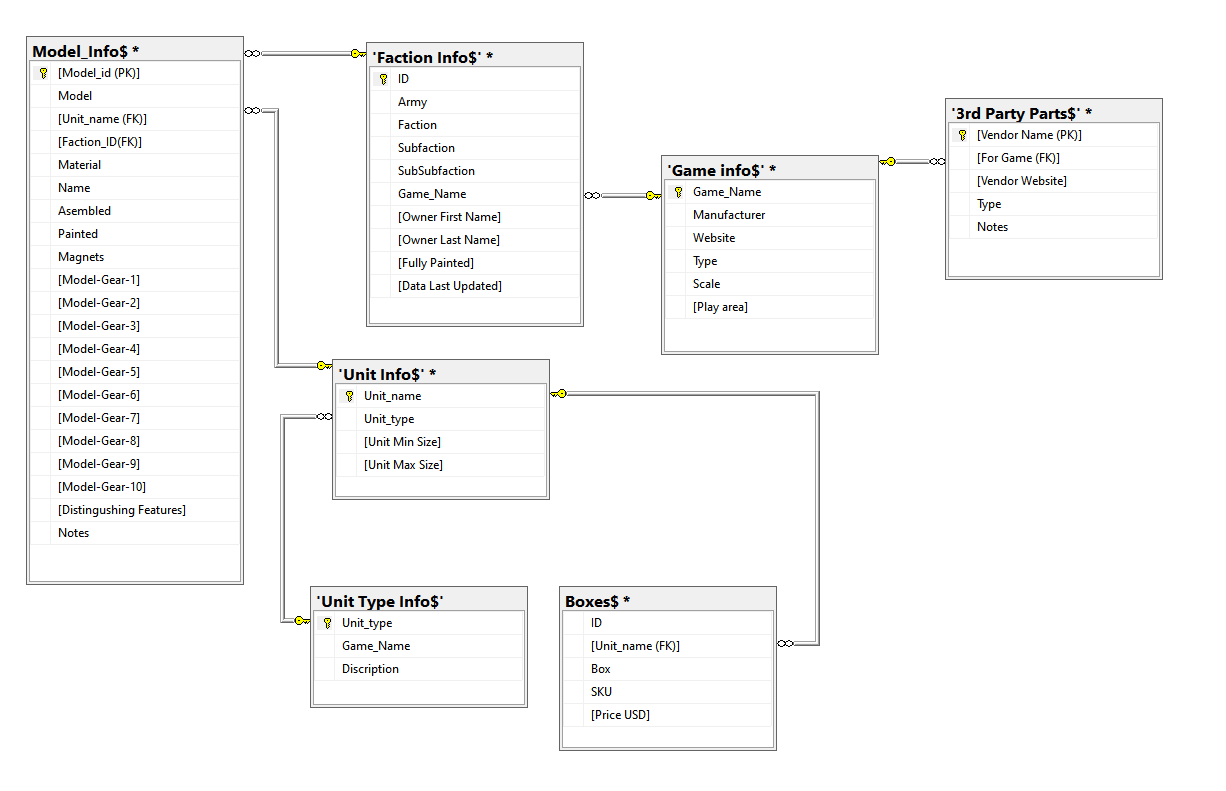 Model_Info$ *
[Model_id (PK)]
Model
[Unit_name (FK)]
[Faction_ID(FK)]
Material
Name
Asembled
Painted
Magnets
[Model-Gear-1]
[Model-Gear-2]
[Model-Gear-3]
[Model-Gear-4]
[Model-Gear-5]
[Model-Gear-6]
[Model-Gear-7]
[Model-Gear-8]
[Model-Gear-9]
[Model-Gear-10]
[Distingushing Features]
Notes
'Faction Info$' *
ID
Army
Faction
Subfaction
SubSubfaction
Game_Name
[Owner First Name]
[Owner Last Name]
[Fully Painted]
[Data Last Updated]
'Game info$' *
Game_Name
Manufacturer
Website
Type
Scale
[Play area]
'3rd Party Parts$' *
[Vendor Name (PK)]
[For Game (FK)]
[Vendor Website]
Type
Notes
'Unit Info$' *
Unit_name
Unit_type
[Unit Min Size]
[Unit Max Size]
'Unit Type Info$'
Unit_type
Game_Name
Discription
Boxes$ *
ID
[Unit_name (FK)]
Box
SKU
[Price USD]